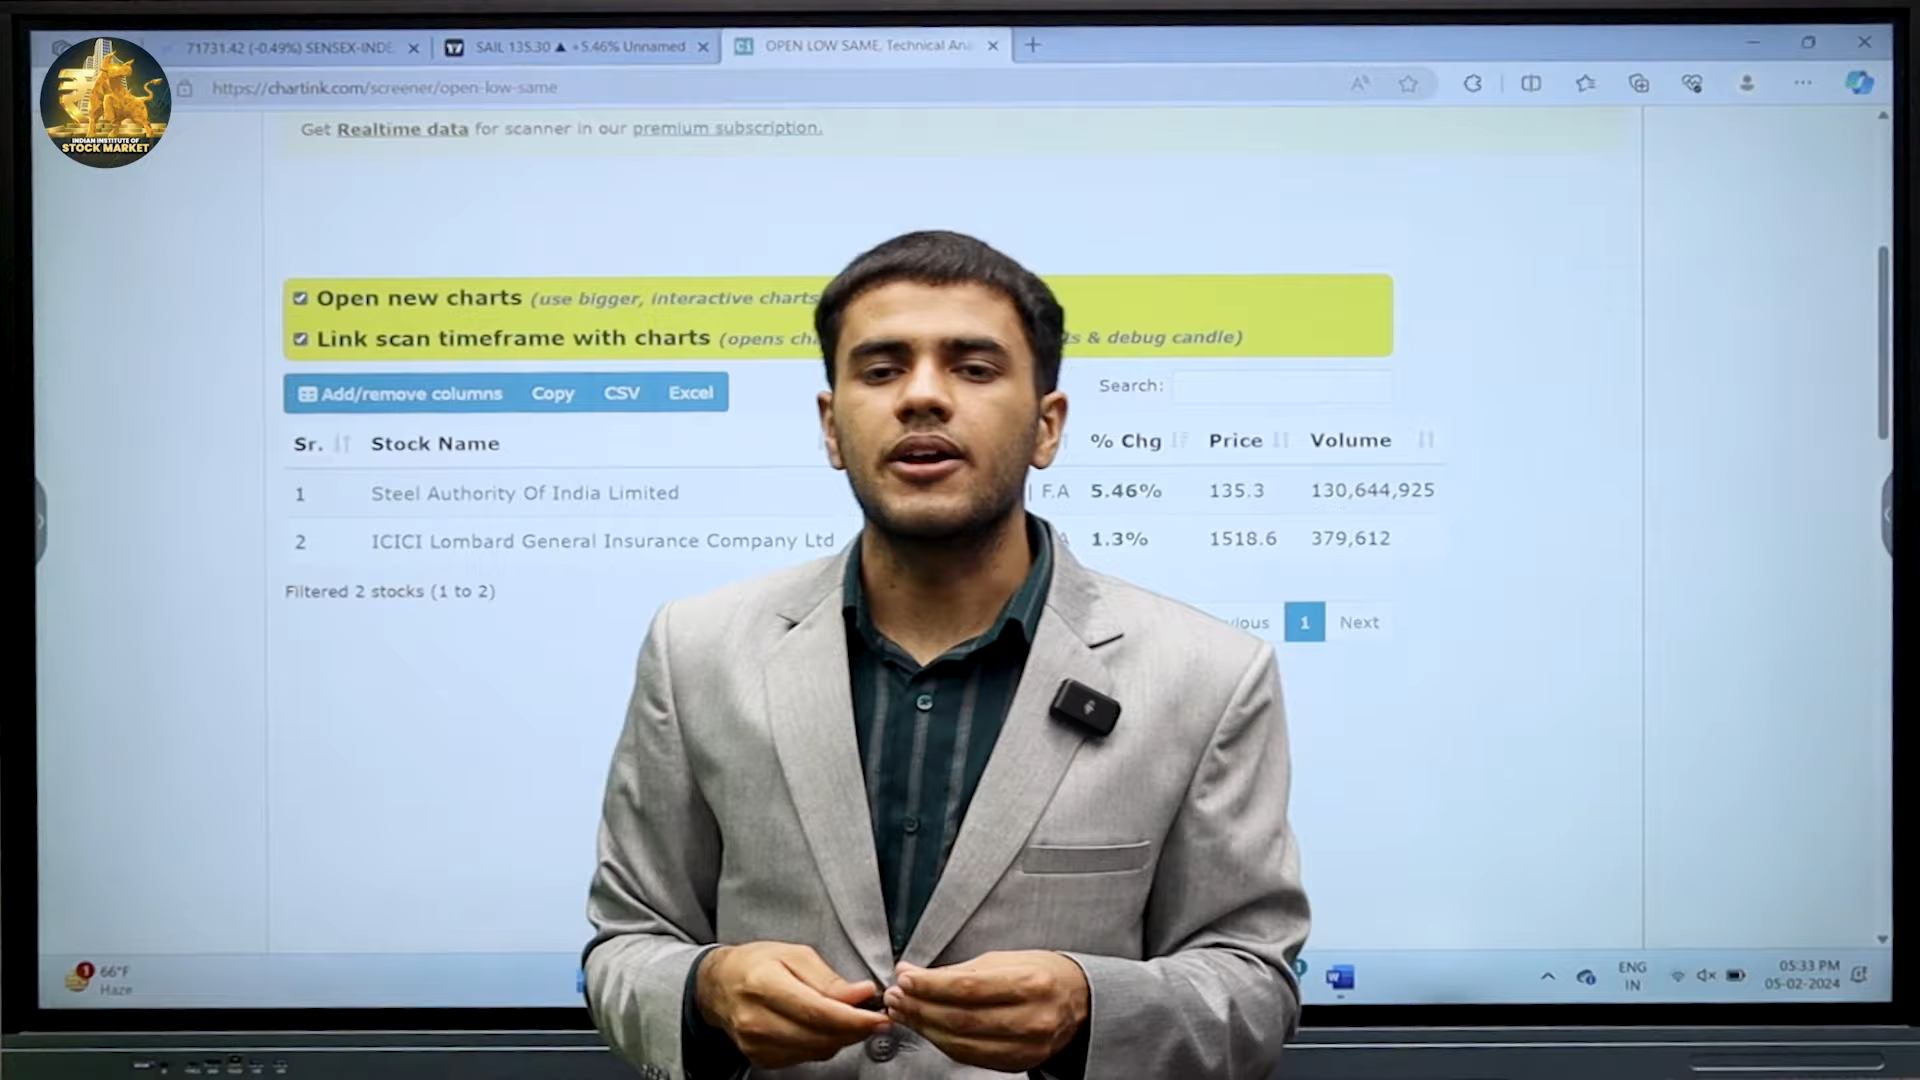 71731.42 (-0.49%) SENSEX-INDE
SAIL 135.30 ▲ +5.46% Unnamed
OPEN LOW SAME, Technical Ana
https://chartink.com/screener/open-low-same
INDIAN INSTITUTE OF
STOCK MARKET
Get Realtime data for scanner in our premium subscription.
Open new charts (use bigger, interactive charts
Link scan timeframe with charts (opens & debug candle)
Add/remove columns Copy CSV Excel
Search:
Sr. Stock Name % Chg Price Volume
1 Steel Authority Of India Limited | F.A 5.46% 135.3 130,644,925
2 ICICI Lombard General Insurance Company Ltd 1.3% 1518.6 379,612
Filtered 2 stocks (1 to 2)
1 Next
1
66°F
Haze
ENG
IN
05:33 PM
05-02-2024